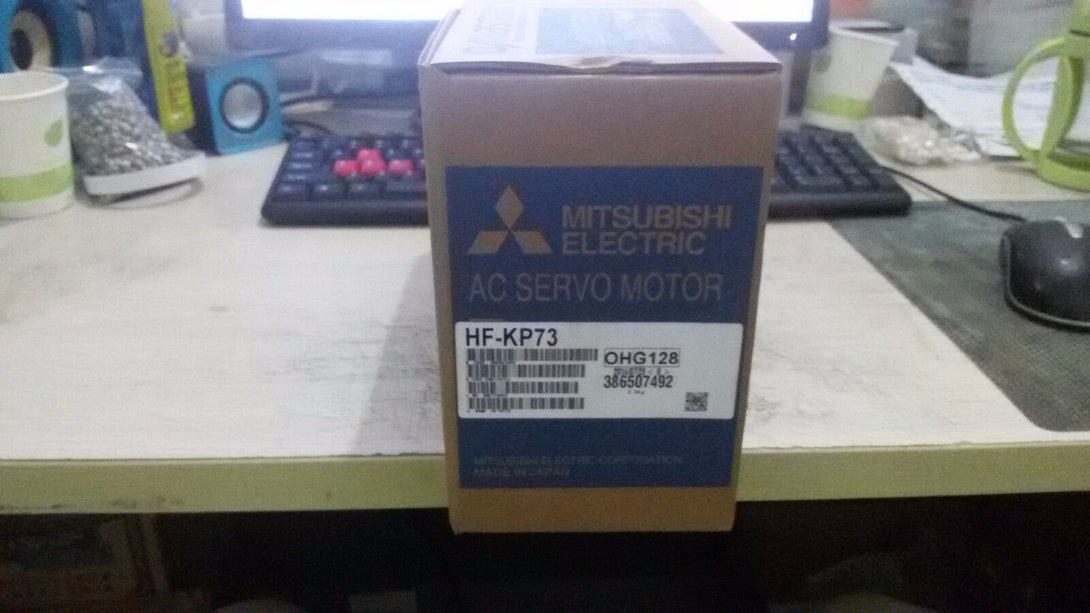 MITSUBISHI
ELECTRIC
AC SERVO MOTOR
HF-KP73
OHG128
386507492
MITSUBISHI ELECTRIC CORPORATION
MADE IN JAPAN